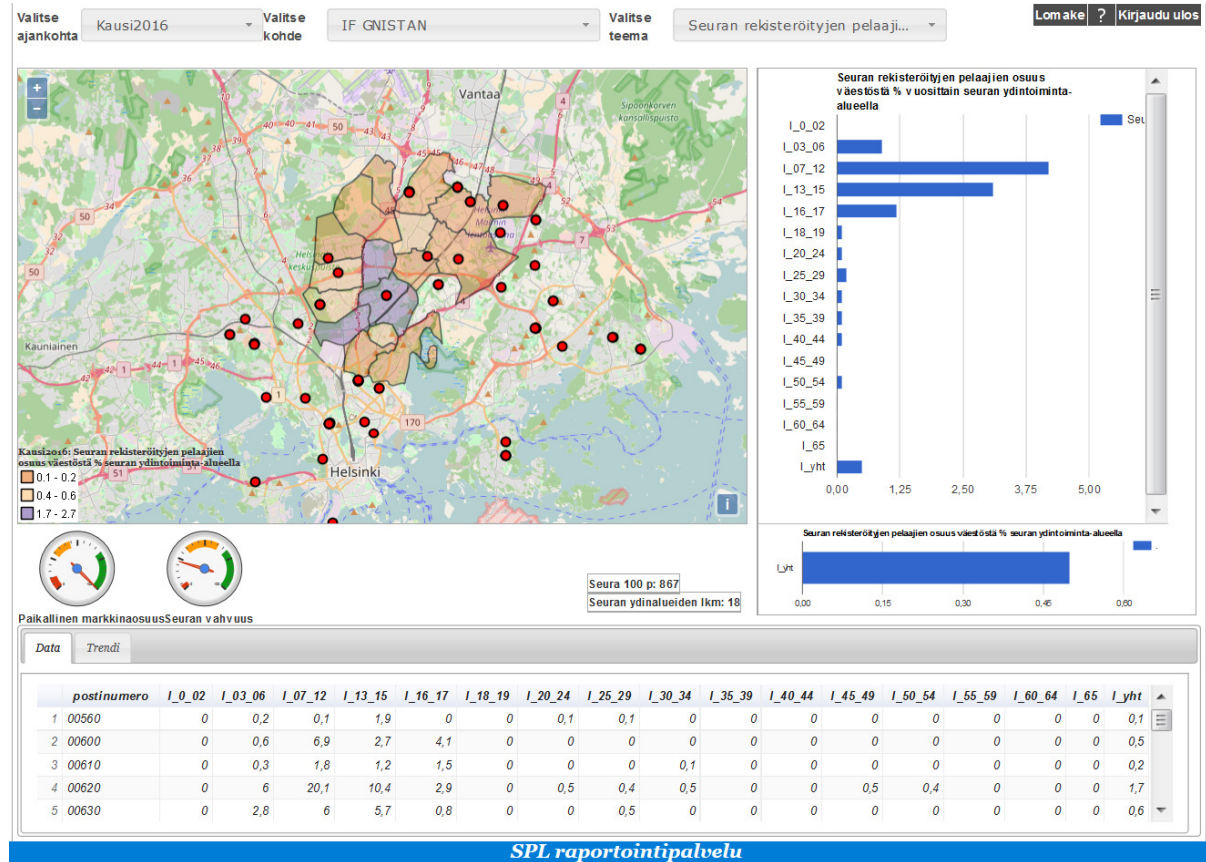 Valitse ajankohta
Kausi2016
Valitse kohde
IF GNISTAN
Valitse teema
Seuran rekisteröityjen pelaaji...
Lomake ? Kirjaudu ulos
+
-
Vantaa
Sipoonkorven
kansallispuisto
Kauniainen
Helsinki
170
Kausi2016: Seuran rekisteröityjen pelaajien
osuus väestöstä % seuran ydintoiminta-alueella
0.1 - 0.2
0.4 - 0.6
1.7 - 2.7
i
Seuran rekisteröityjen pelaajien osuus
väestöstä % v uosittain seuran ydintoiminta-
alueella
Seu
I_0_02
I_03_06
I_07_12
I_13_15
I_16_17
I_18_19
I_20_24
I_25_29
I_30_34
I_35_39
I_40_44
I_45_49
I_50_54
I_55_59
I_60_64
I_65
I_yht
0,00 1,25 2,50 3,75 5,00
Seuran rekisteröityjen pelaajien osuus väestöstä % seuran ydintoiminta-alueella
I_yht
0,00 0,15 0,30 0,45 0,60
Paikallinen markkinaosuus Seuran vahvuus
Seura 100 p: 867
Seuran ydinalueiden lkm: 18
Data Trendi
postinumero I_0_02 I_03_06 I_07_12 I_13_15 I_16_17 I_18_19 I_20_24 I_25_29 I_30_34 I_35_39 I_40_44 I_45_49 I_50_54 I_55_59 I_60_64 I_65 I_yht
1 00560 0 0,2 0,1 1,9 0 0 0,1 0,1 0 0 0 0 0 0 0 0 0,1
2 00600 0 0,6 6,9 2,7 4,1 0 0 0 0 0 0 0 0 0 0 0 0,5
3 00610 0 0,3 1,8 1,2 1,5 0 0 0 0,1 0 0 0 0 0 0 0 0,2
4 00620 0 6 20,1 10,4 2,9 0 0,5 0,4 0,5 0 0 0,5 0,4 0 0 0 1,7
5 00630 0 2,8 6 5,7 0,8 0 0 0,5 0 0 0 0 0 0 0 0 0,6
SPL raportointipalvelu